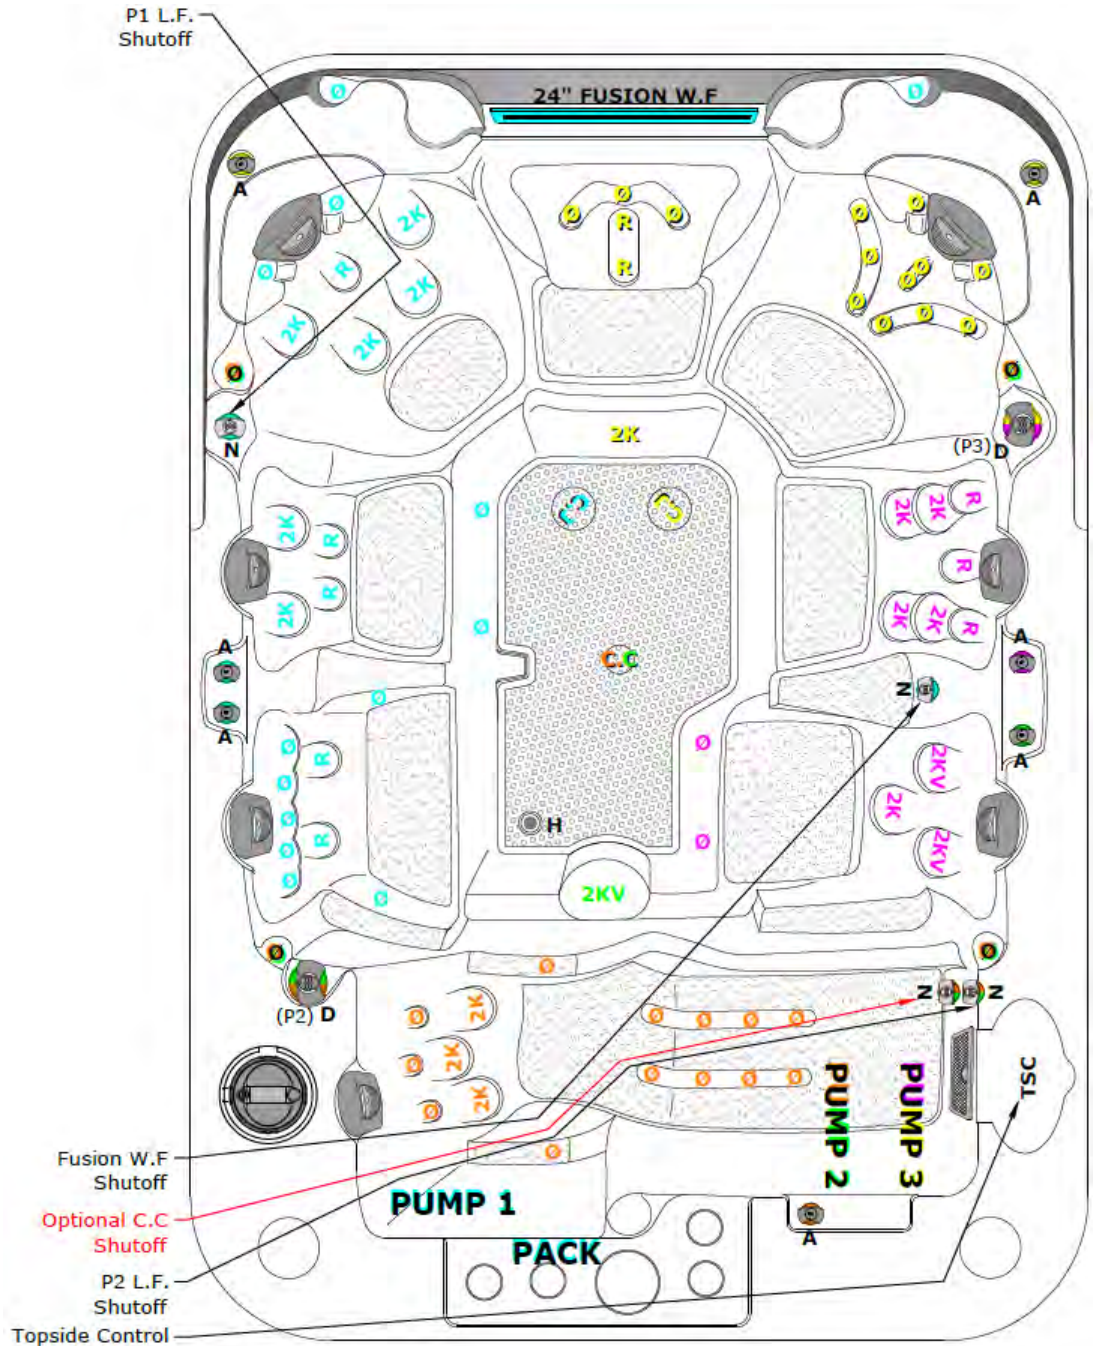 P1 L.F.
Shutoff
24" FUSION W.F
Ø Ø
A A
Ø 2K Ø Ø Ø R Ø Ø
Ø R 2K R Ø Ø Ø Ø
2K 2K Ø Ø Ø Ø
Ø Ø
N 2K (P3) D
Ø 2K 2K R
2K R R
2K R Ø 2K 2K R
A C.C A
N
A Ø A
Ø R Ø 2KV
Ø 2K
Ø
Ø R H Ø 2KV
Ø Ø 2KV
Ø Ø
Ø
(P2) D N N
Ø 2K Ø Ø Ø Ø
Ø 2K Ø Ø Ø Ø
Ø 2K
PUMP 2
PUMP 3
TSC
Fusion W.F
Shutoff
Ø
PUMP 1
Optional C.C
Shutoff
A
PACK
P2 L.F.
Shutoff
Topside Control